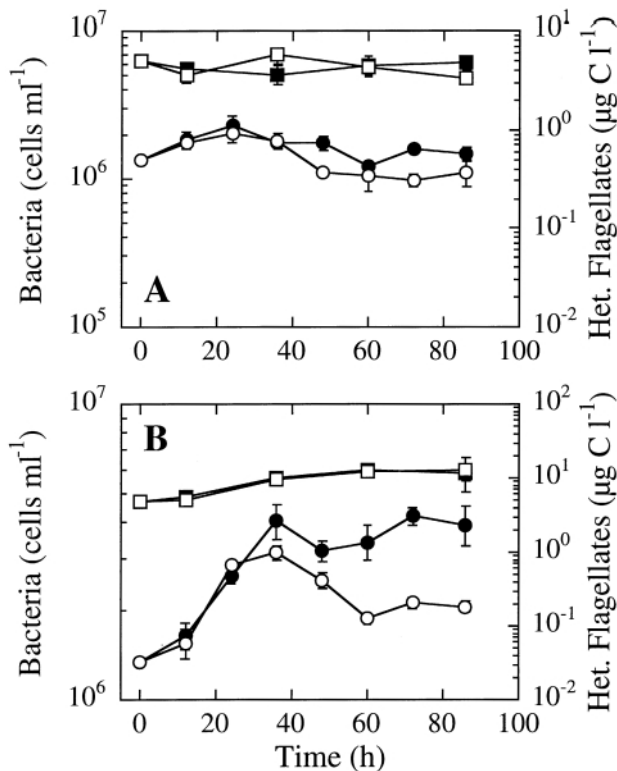 10^7
10^6
10^5
Bacteria (cells ml^-1)
A
10^1
10^0
10^-1
10^-2
Het. Flagellates (µg C l^-1)
0 20 40 60 80 100
10^7
10^6
Bacteria (cells ml^-1)
B
10^2
10^1
10^0
10^-1
10^-2
Het. Flagellates (µg C l^-1)
0 20 40 60 80 100
Time (h)